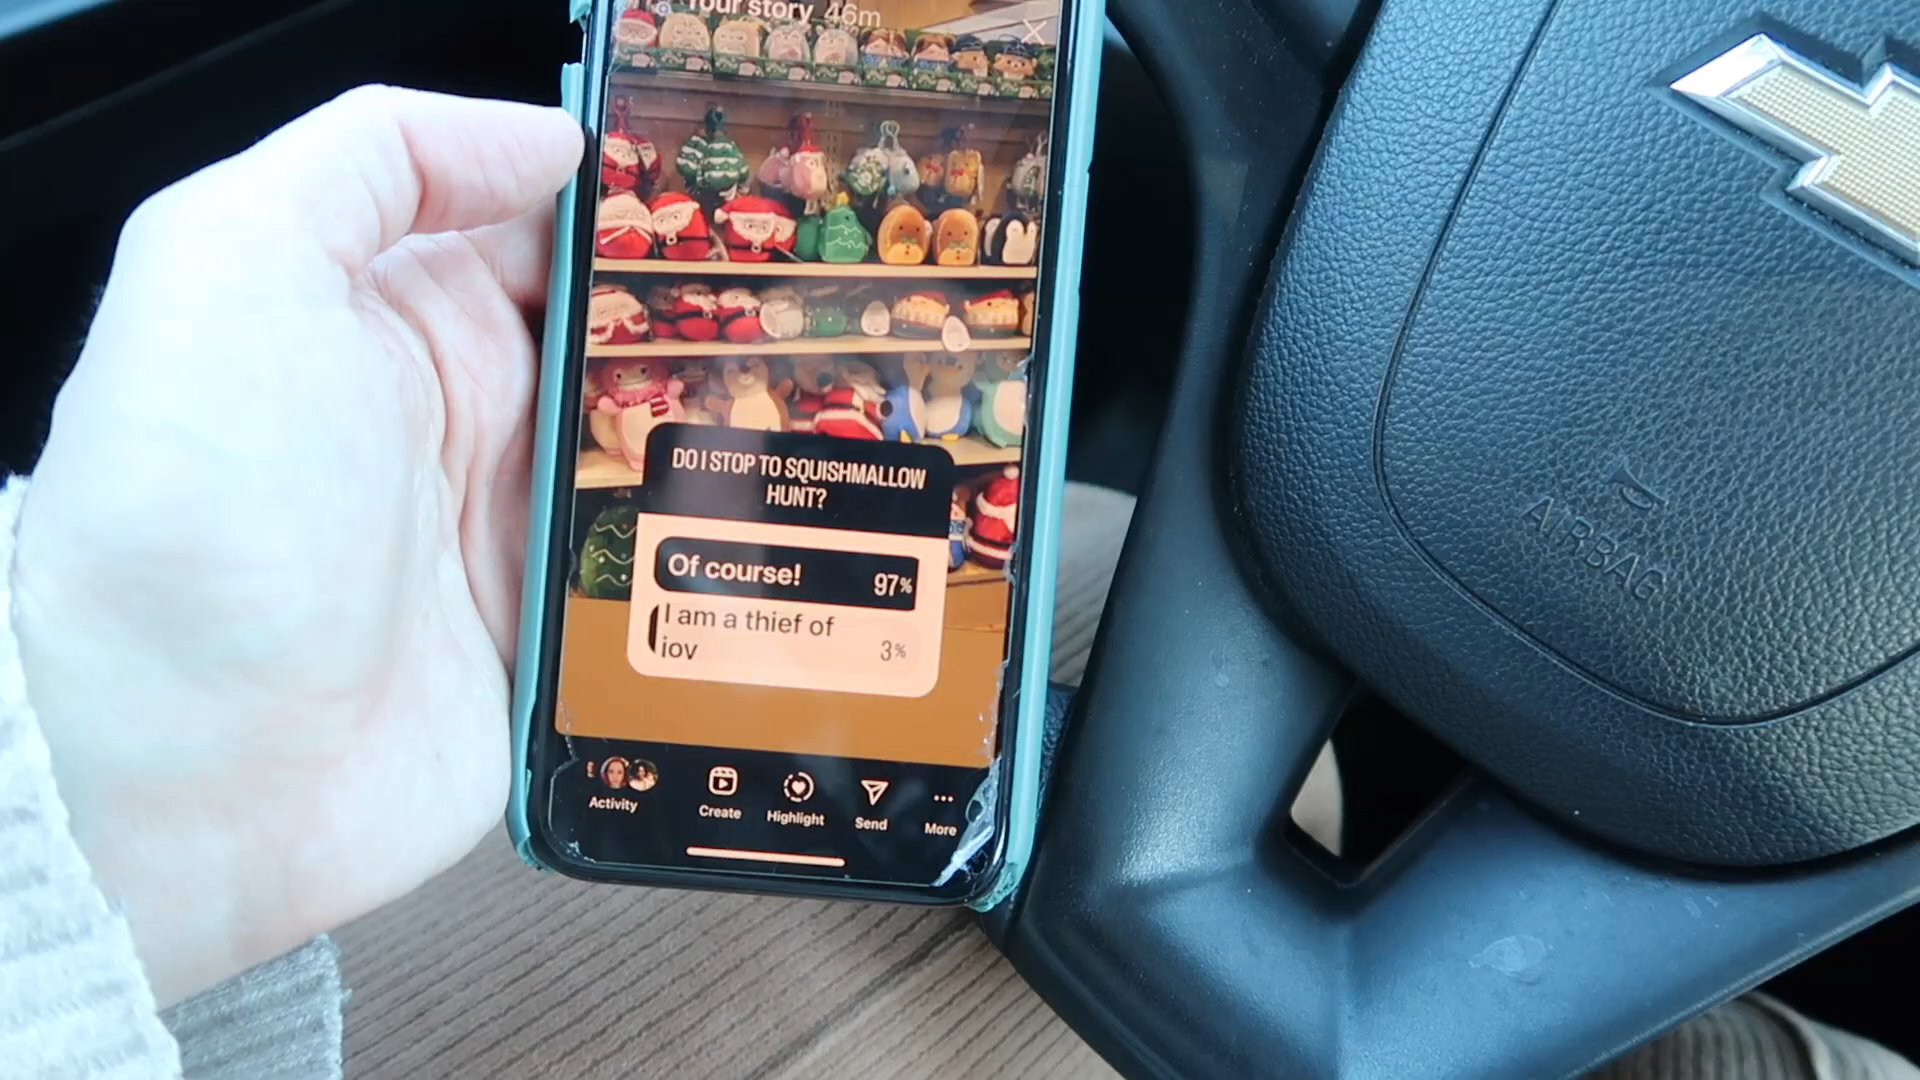 Your story 46m
DO I STOP TO SQUISHMALLOW
HUNT?
Of course! 97%
I am a thief of
iov 3%
Activity
Create
Highlight
Send
More
AIRBAG